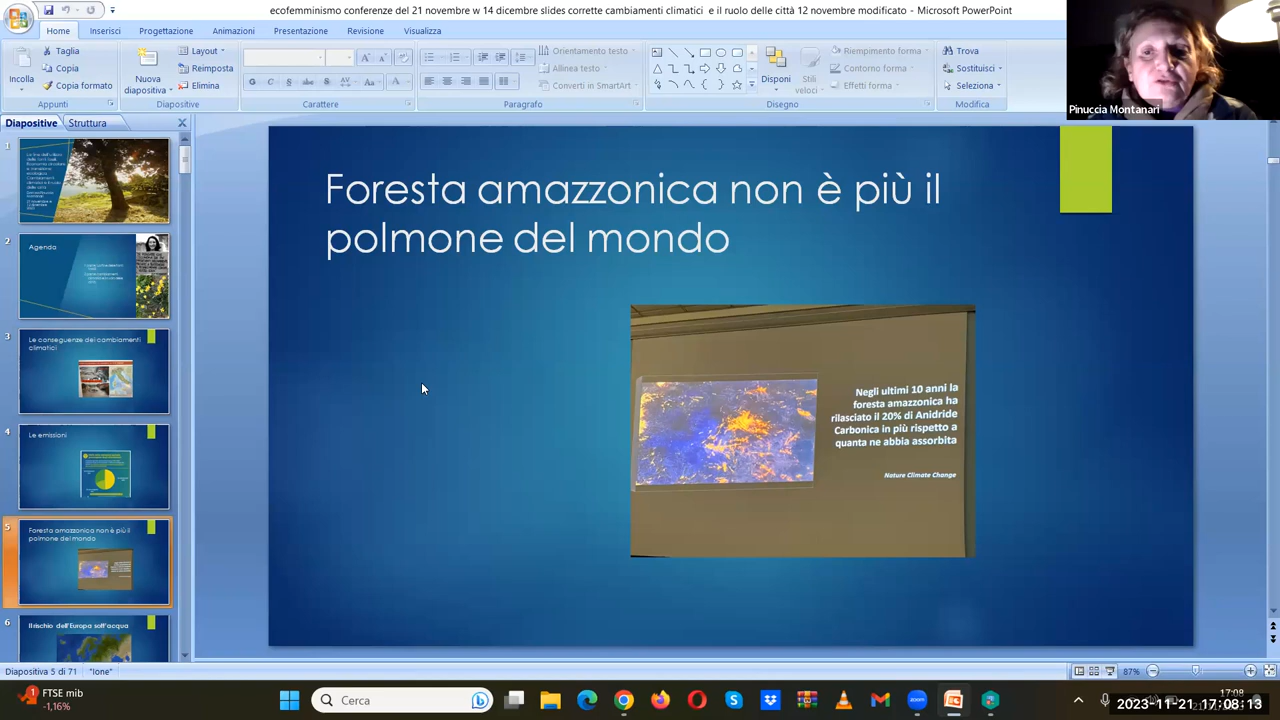 ecofemminismo conferenze del 21 novembre w 14 dicembre slides corrette cambiamenti climatici e il ruolo delle città 12 novembre modificato - Microsoft PowerPoint
Home Inserisci Progettazione Animazioni Presentazione Revisione Visualizza
Incolla
Taglia
Copia
Copia formato
Appunti
Nuova
diapositiva
Layout
Reimposta
Elimina
Diapositive
Carattere
Orientamento testo
Allinea testo
Converti in SmartArt
Paragrafo
Disponi
Stili
veloci
Riempimento forma
Contorno forma
Effetti forma
Disegno
Trova
Sostituisci
Seleziona
Modifica
Pinuccia Montanari
Diapositive Struttura
1
2
Agenda
3
Le conseguenze dei cambiamenti
climatici
4
Le emissioni
5
Foresta amazzonica non è più il
polmone del mondo
6
Il rischio dell'Europa sott'acqua
Foresta amazzonica non è più il
polmone del mondo
Negli ultimi 10 anni la
foresta amazzonica ha
rilasciato il 20% di Anidride
Carbonica in più rispetto a
quanta ne abbia assorbita
Nature Climate Change
Diapositiva 5 di 71 "Ione" 87%
FTSE mib
-1,16%
Cerca
17:08
2023-11-21 17:08:13